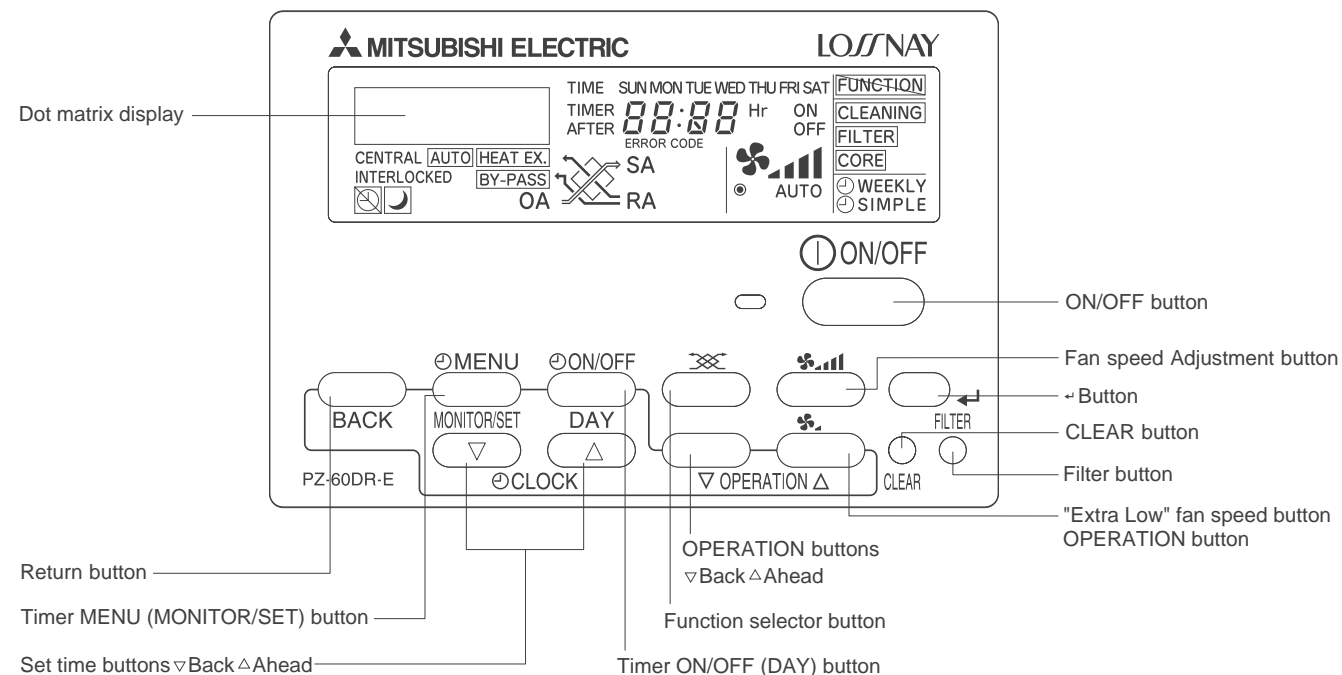 MITSUBISHI ELECTRIC
LOSSNAY
TIME SUN MON TUE WED THU FRI SAT FUNCTION
TIMER 88:88 Hr ON CLEANING
AFTER OFF FILTER
ERROR CODE
CORE
CENTRAL AUTO HEAT EX. SA
INTERLOCKED BY-PASS
OA RA
AUTO
WEEKLY
SIMPLE
Dot matrix display
ON/OFF
ON/OFF button
MENU
ON/OFF
Fan speed Adjustment button
↵ Button
BACK
MONITOR/SET
DAY
FILTER
CLEAR button
▽
△
PZ-60DR-E
CLOCK
▽ OPERATION △
CLEAR
Filter button
"Extra Low" fan speed button
OPERATION button
OPERATION buttons
▽Back △Ahead
Return button
Timer MENU (MONITOR/SET) button
Function selector button
Set time buttons ▽Back △Ahead
Timer ON/OFF (DAY) button